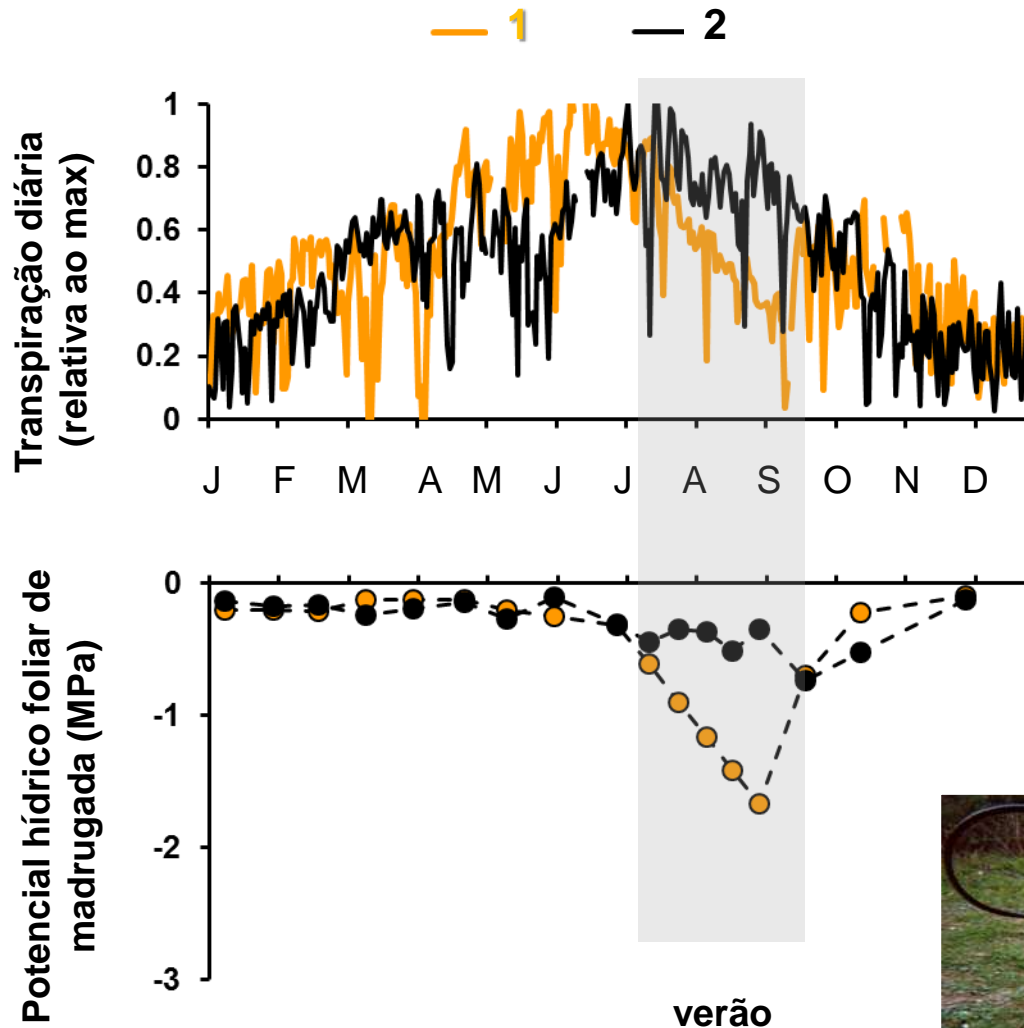 1 2
Transpiração diária
(relativa ao max)
1
0.8
0.6
0.4
0.2
0
J F M A M J J A S O N D
Potencial hídrico foliar de
madrugada (MPa)
0
-1
-2
-3
verão